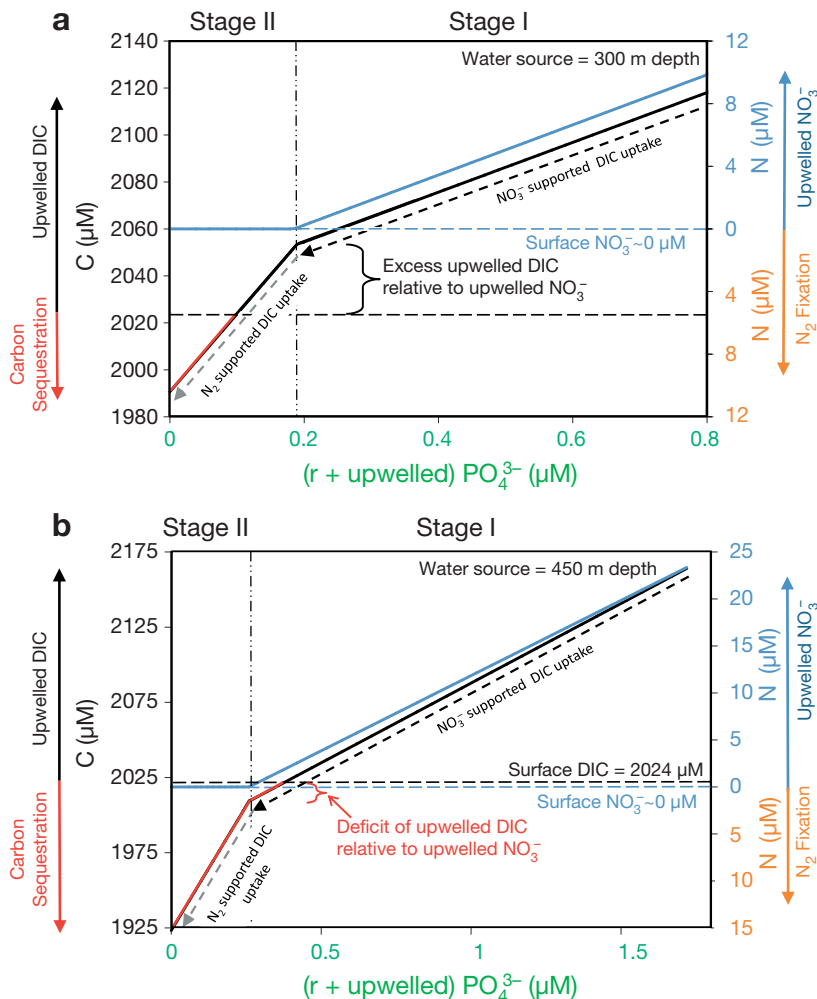 a
Stage II
Stage I
2140
2120
2100
2080
2060
2040
2020
2000
1980
C (µM)
Upwelled DIC
Carbon
Sequestration
Water source = 300 m depth
NO₃⁻ supported DIC uptake
Surface NO₃⁻~0 µM
Excess upwelled DIC
relative to upwelled NO₃⁻
N₂ supported DIC uptake
12
8
4
0
4
8
12
N (µM)
N (µM)
Upwelled NO₃⁻
N₂ Fixation
0
0.2
0.4
0.6
0.8
(r + upwelled) PO₄³⁻ (µM)
b
Stage II
Stage I
2175
2125
2075
2025
1975
1925
C (µM)
Upwelled DIC
Carbon
Sequestration
Water source = 450 m depth
NO₃⁻ supported DIC uptake
Surface DIC = 2024 µM
Surface NO₃⁻~0 µM
Deficit of upwelled DIC
relative to upwelled NO₃⁻
N₂ supported DIC
uptake
25
20
15
10
5
0
5
10
15
N (µM)
N (µM)
Upwelled NO₃⁻
N₂ Fixation
0
0.5
1
1.5
(r + upwelled) PO₄³⁻ (µM)